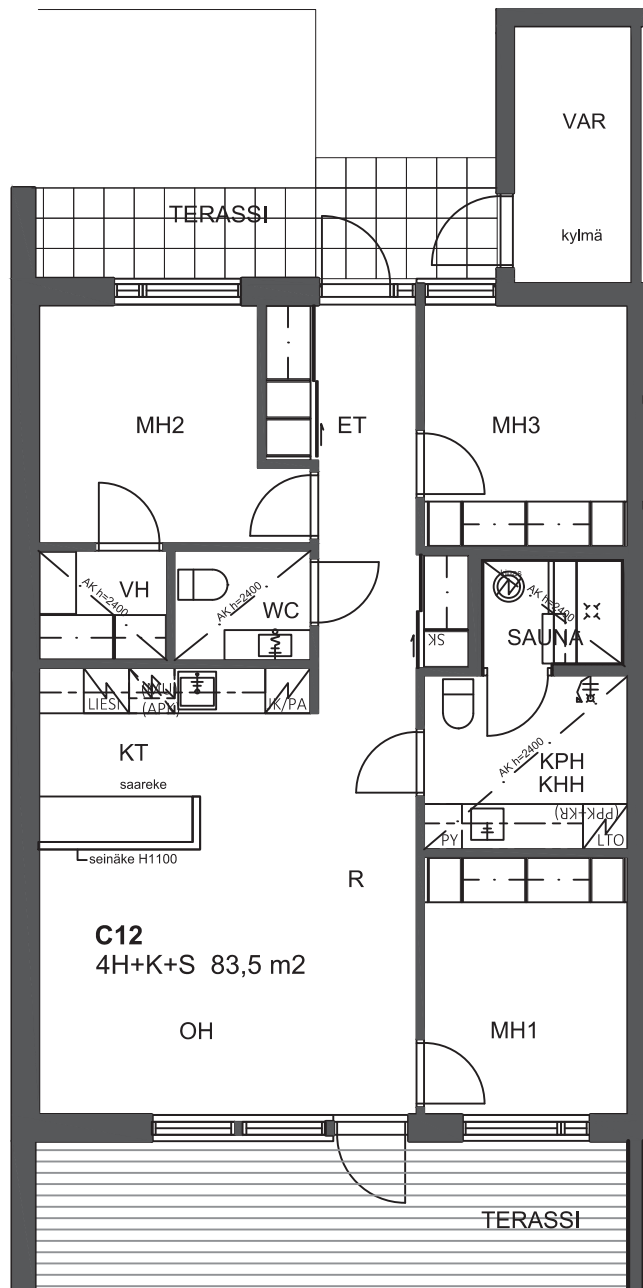 VAR
TERASSI
kylmä
MH2
ET
MH3
AK h=2400
VH
AK h=2400
WC
SK
AK h=2400
SAUNA
LIESI
(APK)
JK/PA
KT
saareke
AK h=2400
KPH
KHH
(PPK+KR)
PY
LTO
seinäke H1100
R
C12
4H+K+S 83,5 m2
OH
MH1
TERASSI